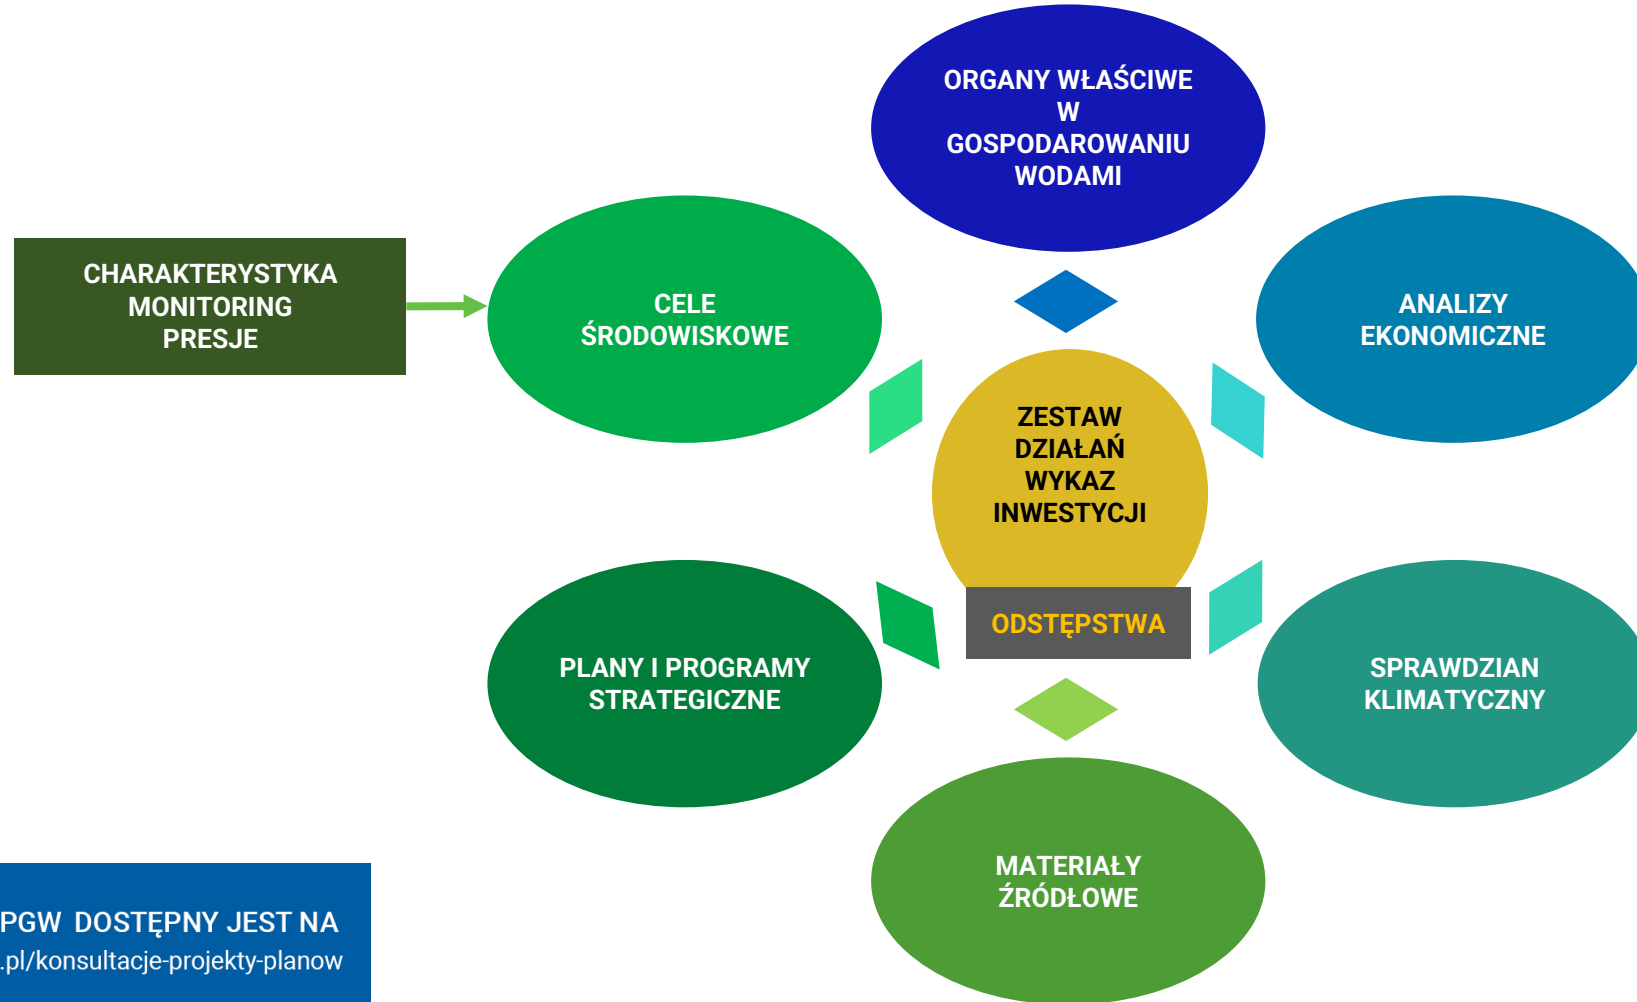 ORGANY WŁAŚCIWE
W
GOSPODAROWANIU
WODAMI
CHARAKTERYSTYKA
MONITORING
PRESJE
CELE
ŚRODOWISKOWE
ANALIZY
EKONOMICZNE
ZESTAW
DZIAŁAŃ
WYKAZ
INWESTYCJI
ODSTĘPSTWA
PLANY I PROGRAMY
STRATEGICZNE
SPRAWDZIAN
KLIMATYCZNY
MATERIAŁY
ŹRÓDŁOWE
PGW DOSTĘPNY JEST NA
.pl/konsultacje-projekty-planow